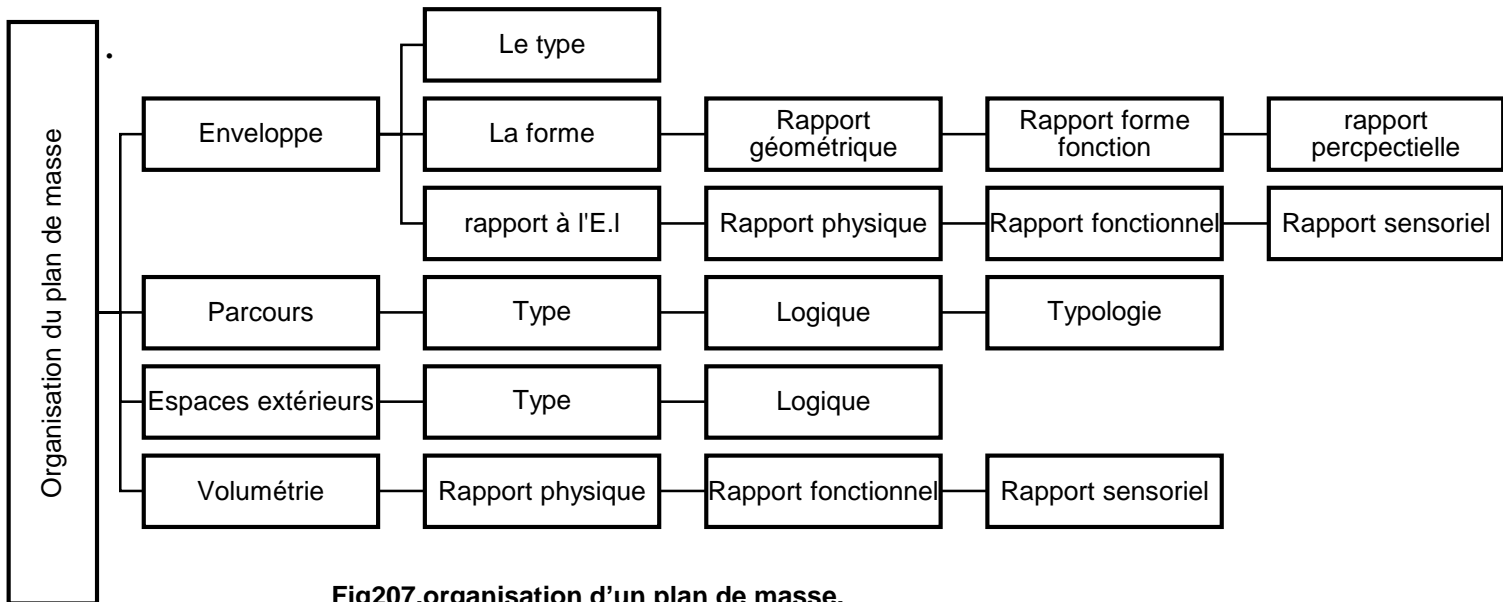 Organisation du plan de masse
.
Le type
Enveloppe
La forme
Rapport
géométrique
Rapport forme
fonction
rapport
percpectielle
rapport à l'E.I
Rapport physique
Rapport fonctionnel
Rapport sensoriel
Parcours
Type
Logique
Typologie
Espaces extérieurs
Type
Logique
Volumétrie
Rapport physique
Rapport fonctionnel
Rapport sensoriel
Fig207.organisation d’un plan de masse.